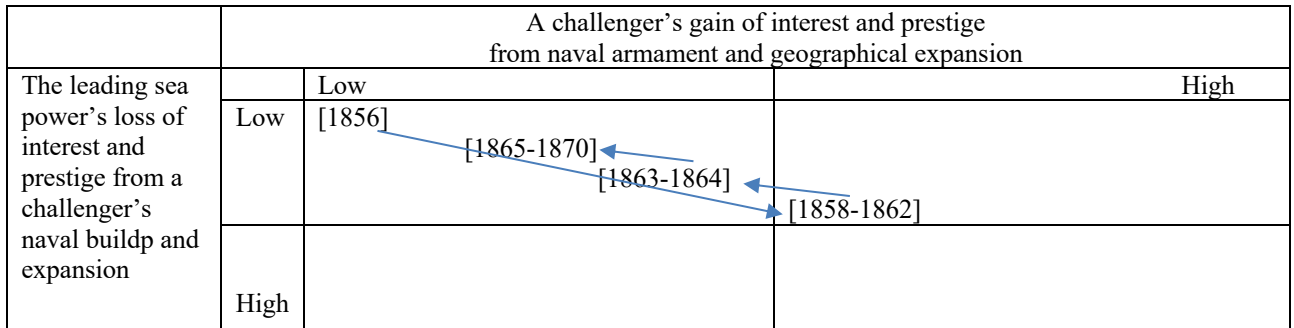 A challenger’s gain of interest and prestige
from naval armament and geographical expansion
The leading sea
power’s loss of
interest and
prestige from a
challenger’s
naval buildp and
expansion
Low High
Low [1856]
[1865-1870]
[1863-1864]
[1858-1862]
High